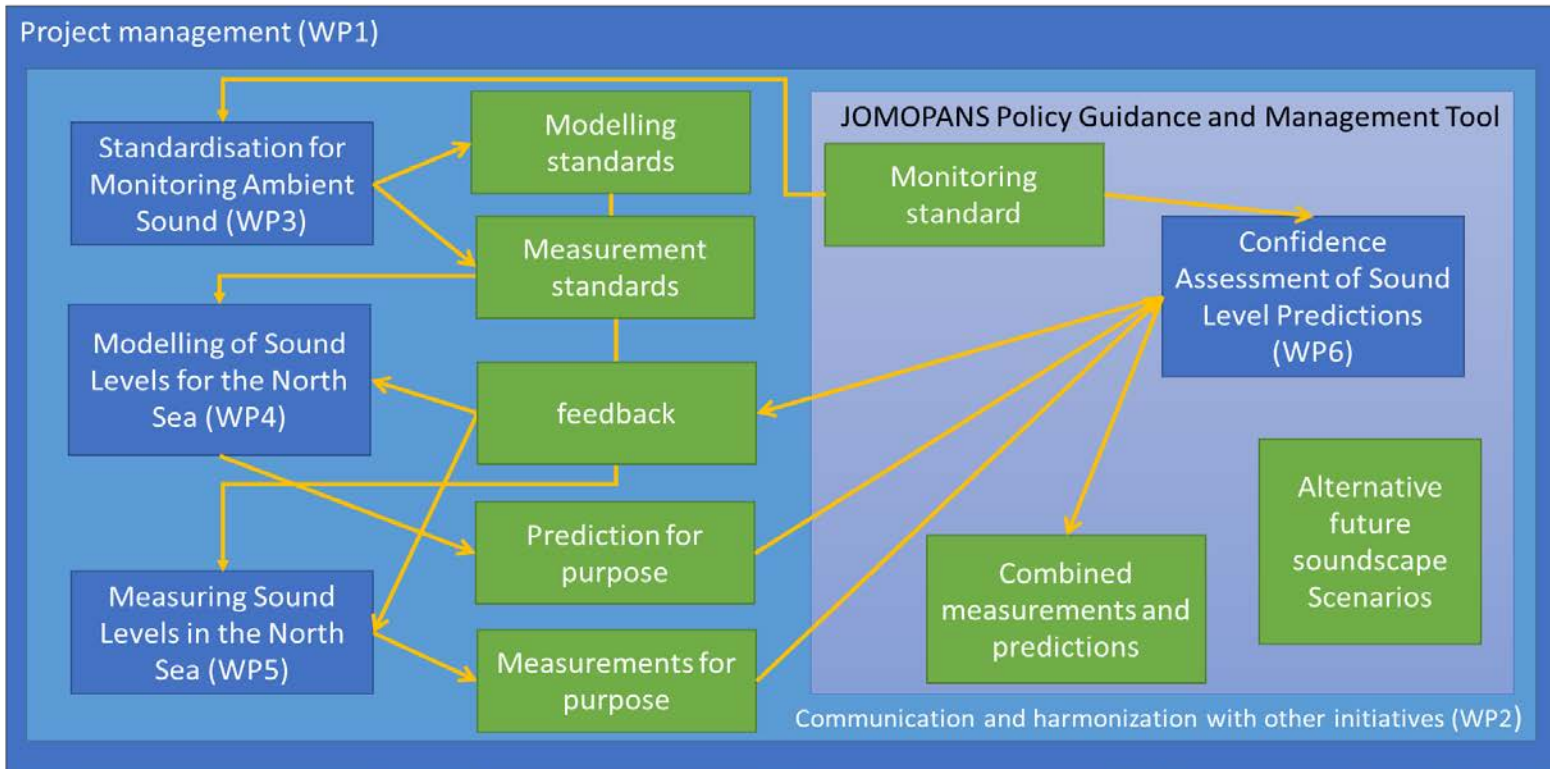 Project management (WP1)
Standardisation for
Monitoring Ambient
Sound (WP3)
Modelling of Sound
Levels for the North
Sea (WP4)
Measuring Sound
Levels in the North
Sea (WP5)
Modelling
standards
Measurement
standards
feedback
Prediction for
purpose
Measurements for
purpose
JOMOPANS Policy Guidance and Management Tool
Monitoring
standard
Confidence
Assessment of Sound
Level Predictions
(WP6)
Combined
measurements and
predictions
Alternative
future
soundscape
Scenarios
Communication and harmonization with other initiatives (WP2)